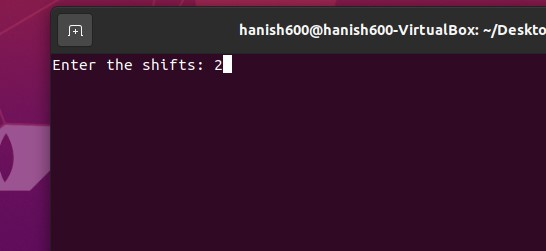 hanish600@hanish600-VirtualBox: ~/Deskto
Enter the shifts: 2